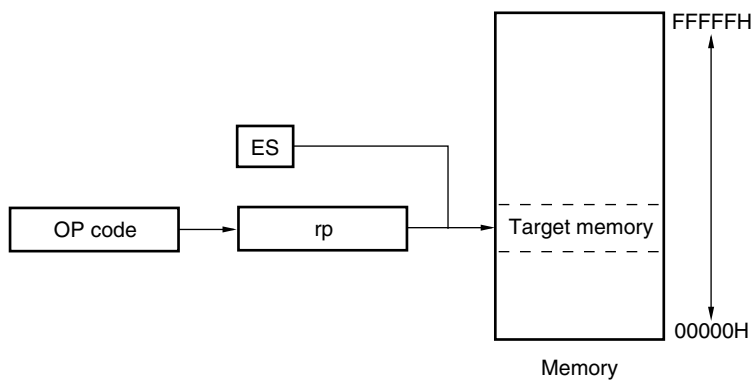 FFFFFH
ES
OP code
rp
Target memory
00000H
Memory